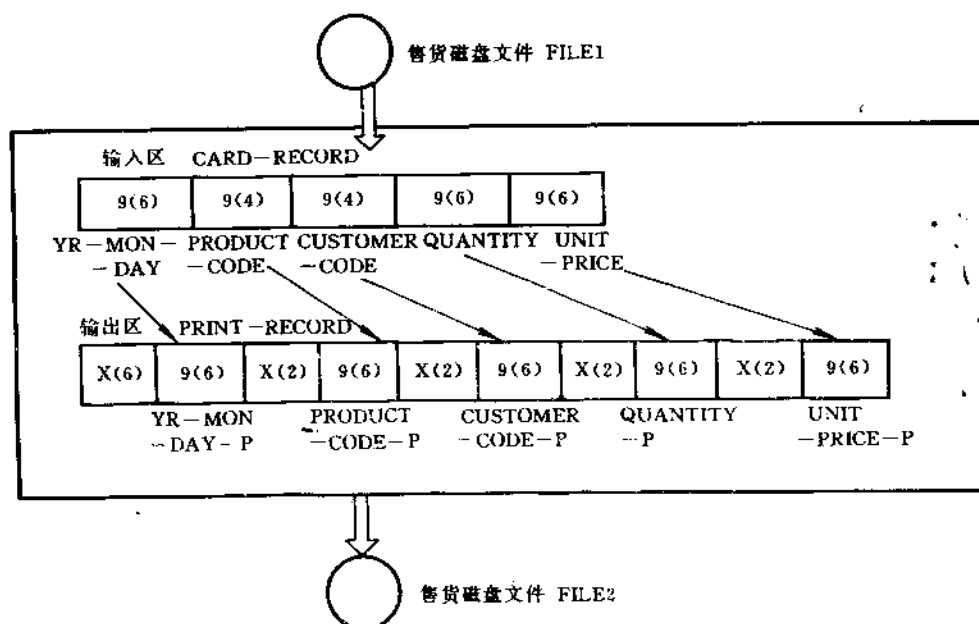 售货磁盘文件 FILE1
输入区 CARD-RECORD
9(6) 9(4) 9(4) 9(6) 9(6)
YR-MON- PRODUCT CUSTOMER QUANTITY UNIT
-DAY -CODE -CODE -PRICE
输出区 PRINT-RECORD
X(6) 9(6) X(2) 9(6) X(2) 9(6) X(2) 9(6) X(2) 9(6)
YR-MON PRODUCT CUSTOMER QUANTITY UNIT
-DAY-P -CODE-P -CODE-P -P -PRICE-P
售货磁盘文件 FILE2